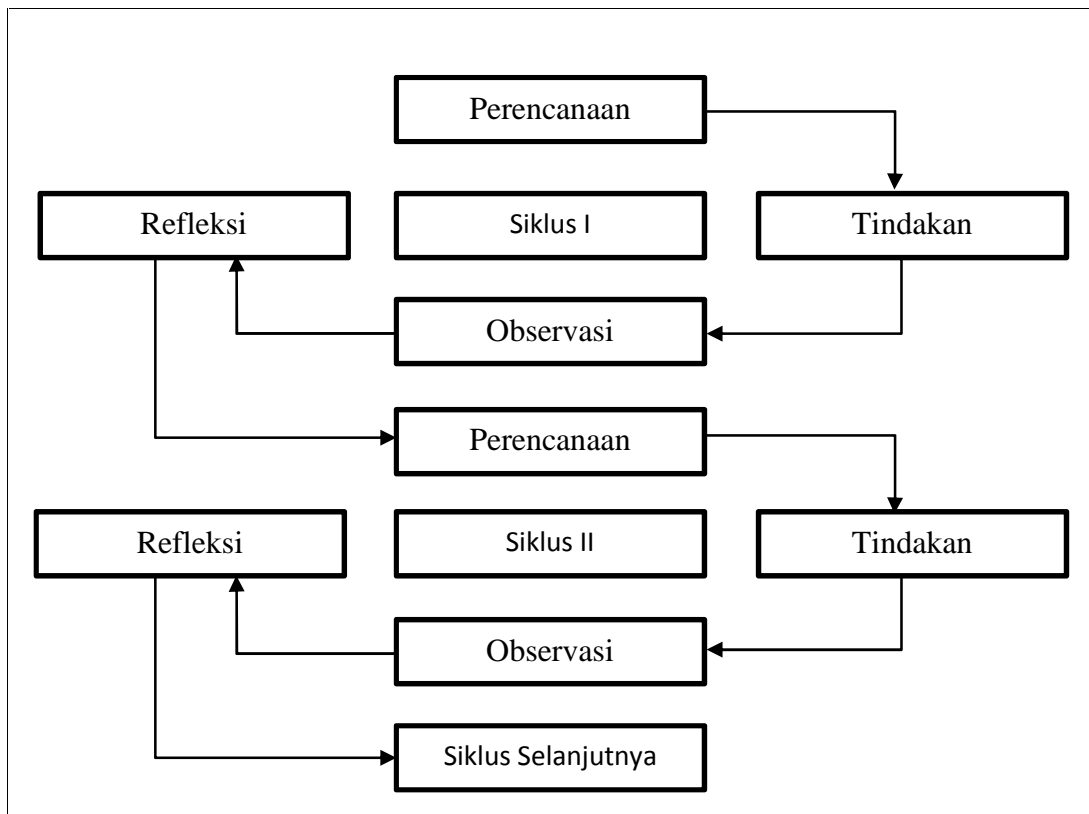 Perencanaan
Refleksi
Siklus I
Tindakan
Observasi
Perencanaan
Refleksi
Siklus II
Tindakan
Observasi
Siklus Selanjutnya